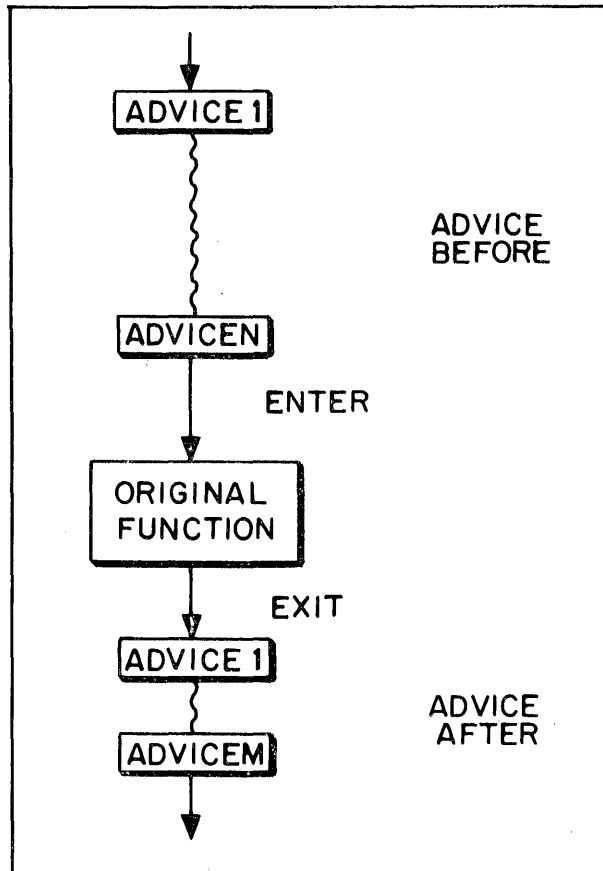 ADVICE 1
ADVICE
BEFORE
ADVICEN
ENTER
ORIGINAL
FUNCTION
EXIT
ADVICE 1
ADVICE
AFTER
ADVICEM